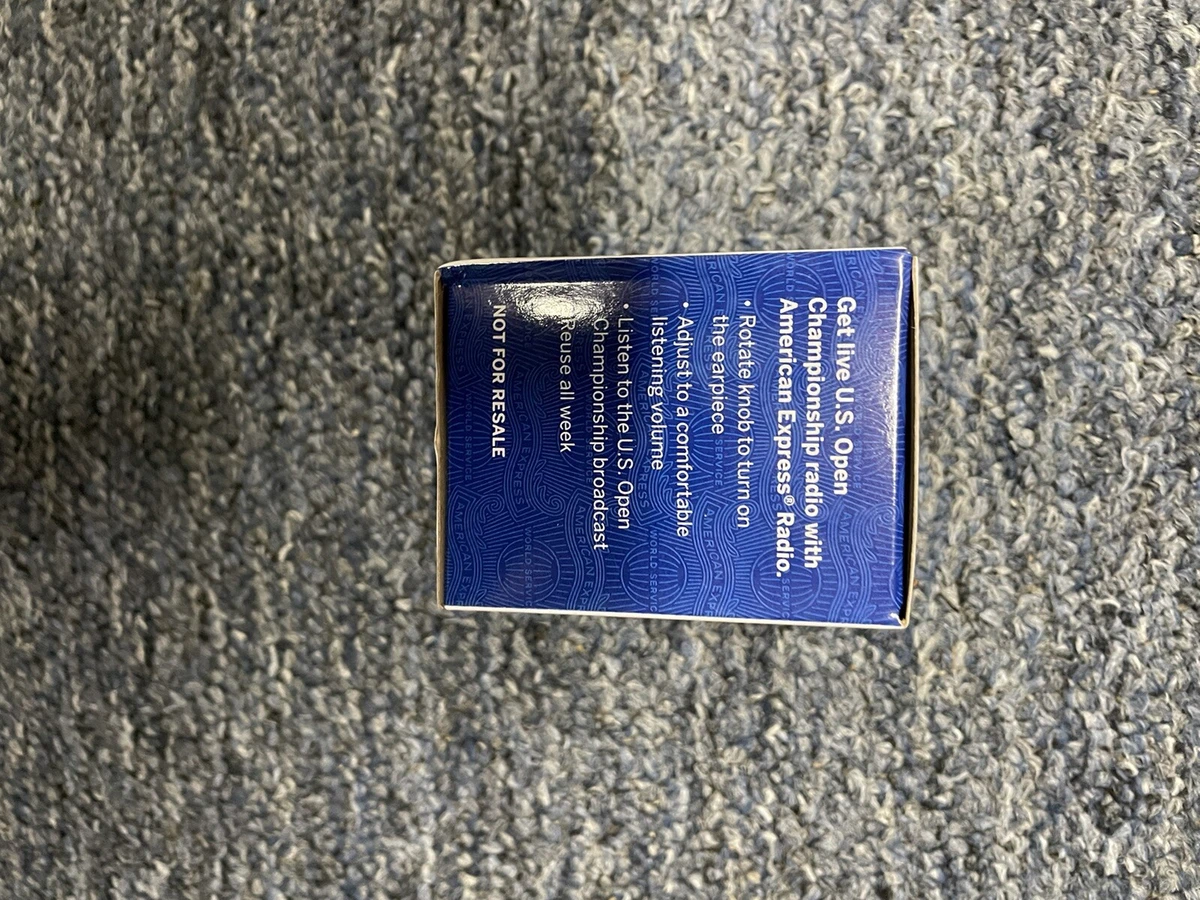 Get live U.S. Open
Championship radio with
American Express® Radio.
• Rotate knob to turn on
the earpiece
• Adjust to a comfortable
listening volume
• Listen to the U.S. Open
Championship broadcast
Reuse all week
NOT FOR RESALE